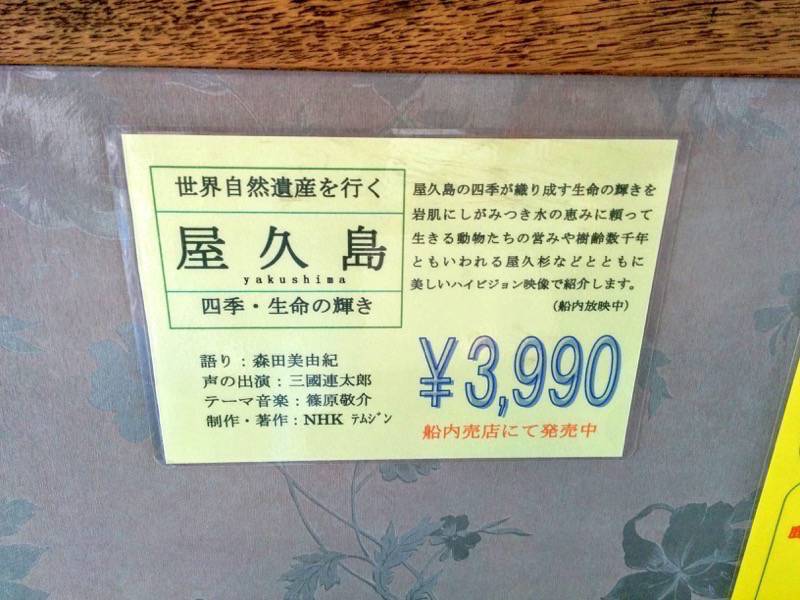 世界自然遺産を行く
屋久島
yakushima
四季・生命の輝き
屋久島の四季が織り成す生命の輝きを
岩肌にしがみつき水の恵みに頼って
生きる動物たちの営みや樹齢数千年
ともいわれる屋久杉などとともに
美しいハイビジョン映像で紹介します。
（船内放映中）
語り：森田美由紀
声の出演：三國連太郎
テーマ音楽：篠原敬介
制作・著作：NHK ﾃﾑｼﾞﾝ
¥3,990
船内売店にて発売中